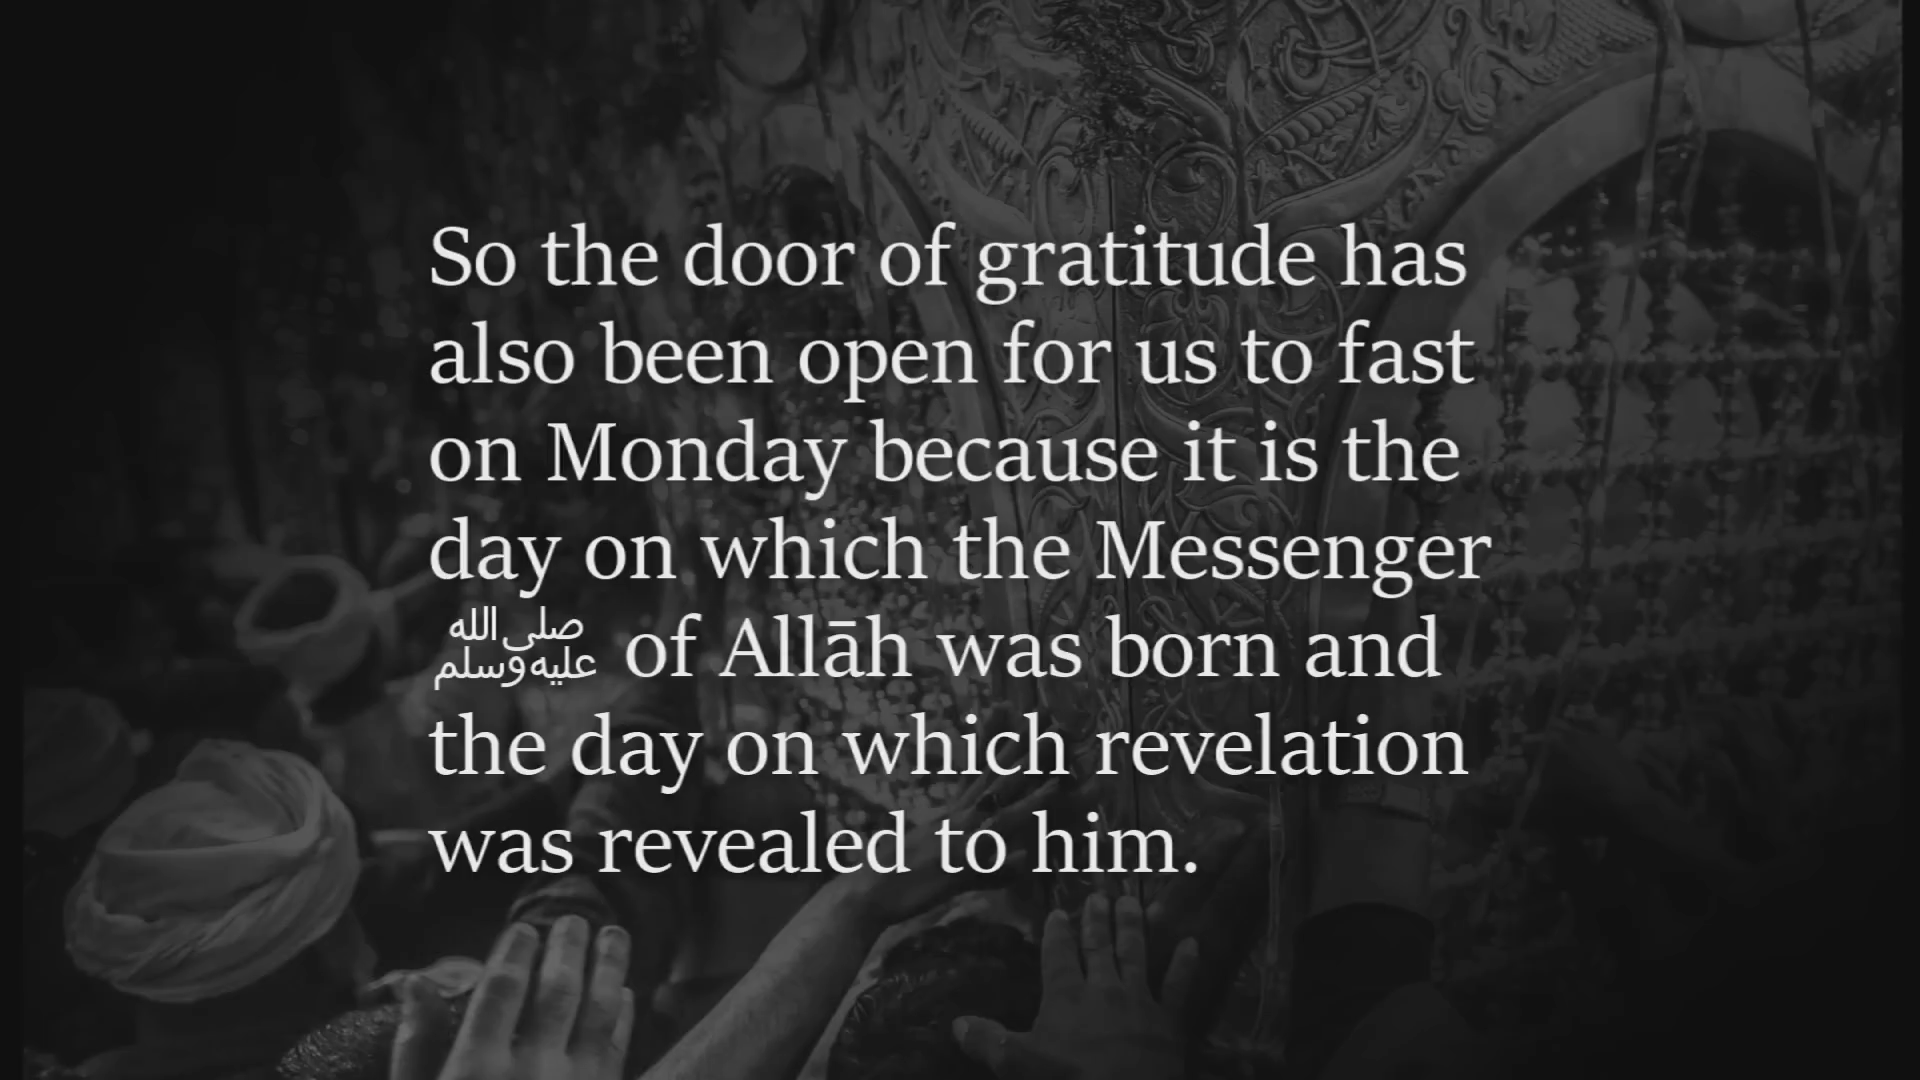 So the door of gratitude has
also been open for us to fast
on Monday because it is the
day on which the Messenger
ﷺ of Allāh was born and
the day on which revelation
was revealed to him.